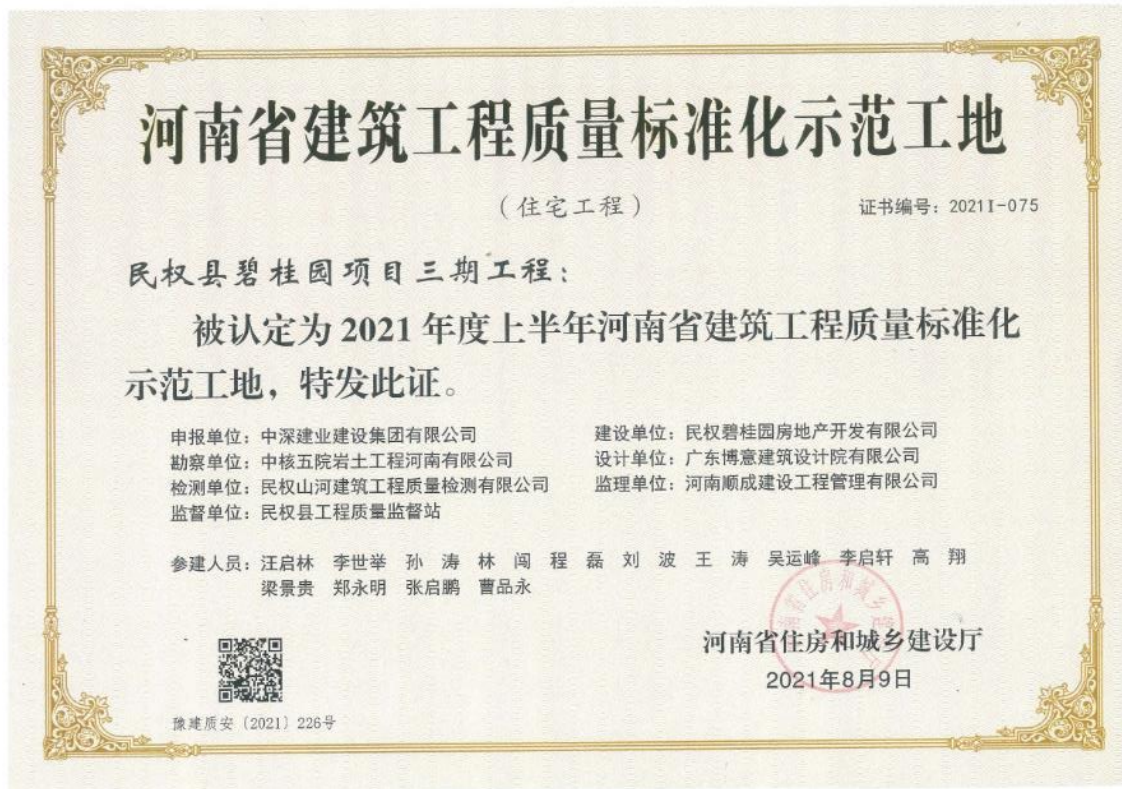 河南省建筑工程质量标准化示范工地
（住宅工程）
证书编号：2021I-075
民权县碧桂园项目三期工程：
被认定为 2021 年度上半年河南省建筑工程质量标准化
示范工地，特发此证。
申报单位：中深建业建设集团有限公司
建设单位：民权碧桂园房地产开发有限公司
勘察单位：中核五院岩土工程河南有限公司
设计单位：广东博意建筑设计院有限公司
检测单位：民权山河建筑工程质量检测有限公司
监理单位：河南顺成建设工程管理有限公司
监督单位：民权县工程质量监督站
参建人员：汪启林 李世举 孙 涛 林 闯 程 磊 刘 波 王 涛 吴运峰 李启轩 高 翔
梁景贵 郑永明 张启鹏 曹品永
河南省住房和城乡建设厅
2021年8月9日
豫建质安〔2021〕226号